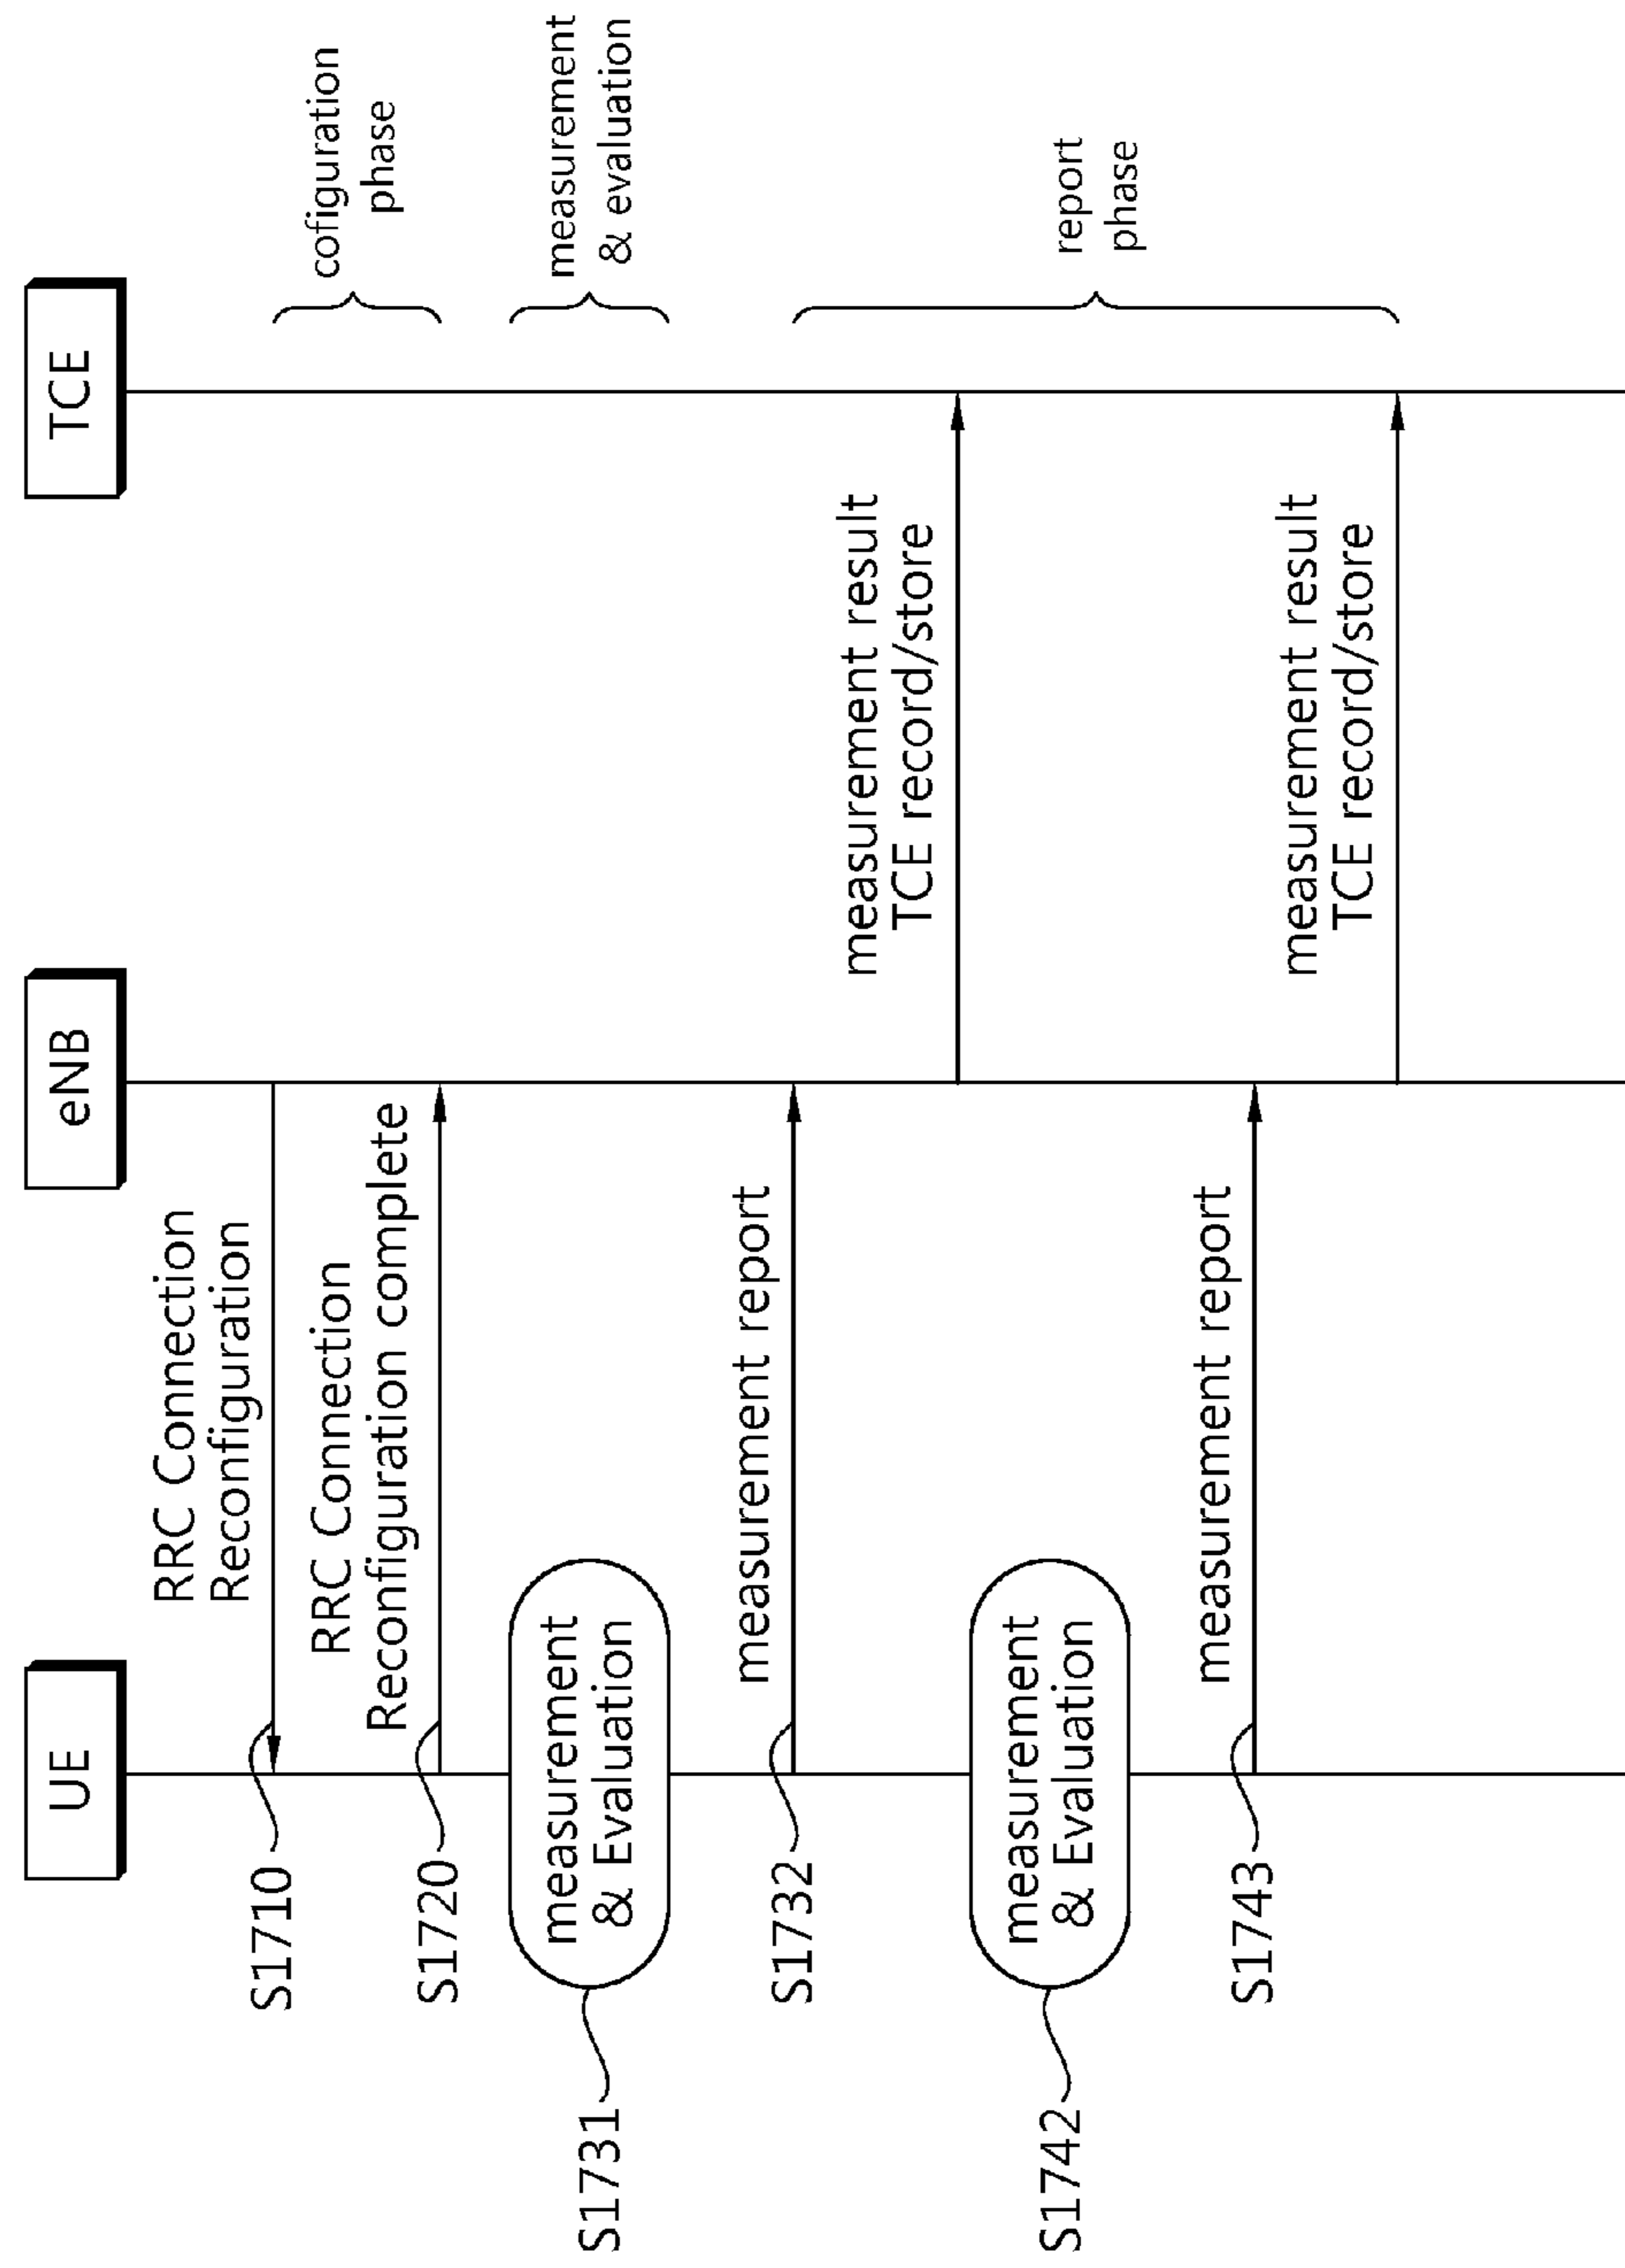 UE
eNB
TCE
RRC Connection
Reconfiguration
S1710
cofiguration
phase
RRC Connection
Reconfiguration complete
S1720
measurement
& Evaluation
S1731
measurement
& evaluation
measurement report
S1732
measurement result
TCE record/store
report
phase
measurement
& Evaluation
S1742
measurement report
S1743
measurement result
TCE record/store